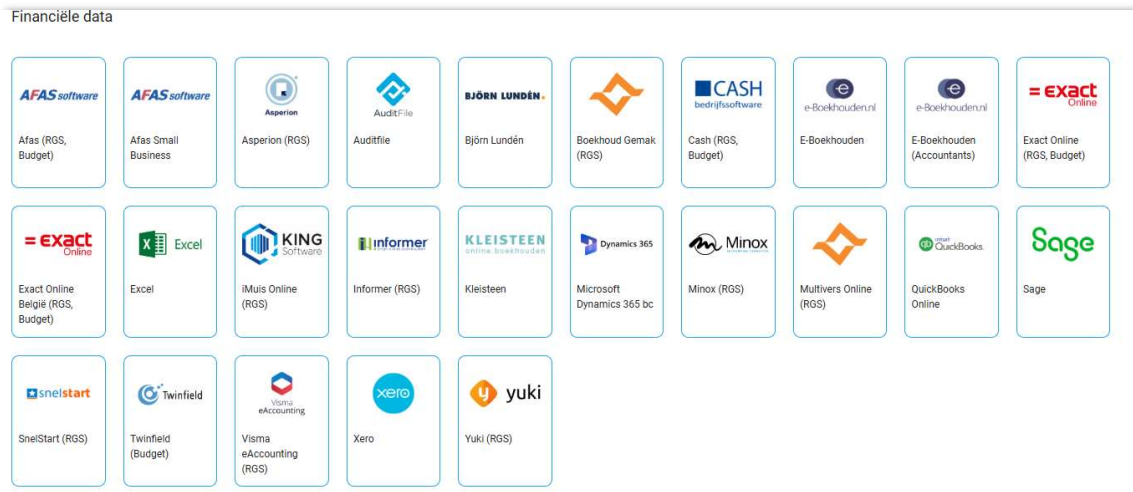 Financiële data
AFAS software
AFAS software
Asperion
AuditFile
BJÖRN LUNDÉN.
CASH
bedrijfssoftware
e
e-Boekhouden.nl
e
e-Boekhouden.nl
= exact
Online
Afas (RGS,
Budget)
Afas Small
Business
Asperion (RGS)
Auditfile
Björn Lundén
Boekhoud Gemak
(RGS)
Cash (RGS,
Budget)
E-Boekhouden
E-Boekhouden
(Accountants)
Exact Online
(RGS, Budget)
= exact
Online
X Excel
KING
Software
informer
KLEISTEEN
online boekhouden
Dynamics 365
Minox
qb QuickBooks.
Sage
Exact Online
België (RGS,
Budget)
Excel
iMuis Online
(RGS)
Informer (RGS)
Kleisteen
Microsoft
Dynamics 365 bc
Minox (RGS)
Multivers Online
(RGS)
QuickBooks
Online
Sage
snelstart
Twinfield
Visma
eAccounting
xero
yuki
SnelStart (RGS)
Twinfield
(Budget)
Visma
eAccounting
(RGS)
Xero
Yuki (RGS)